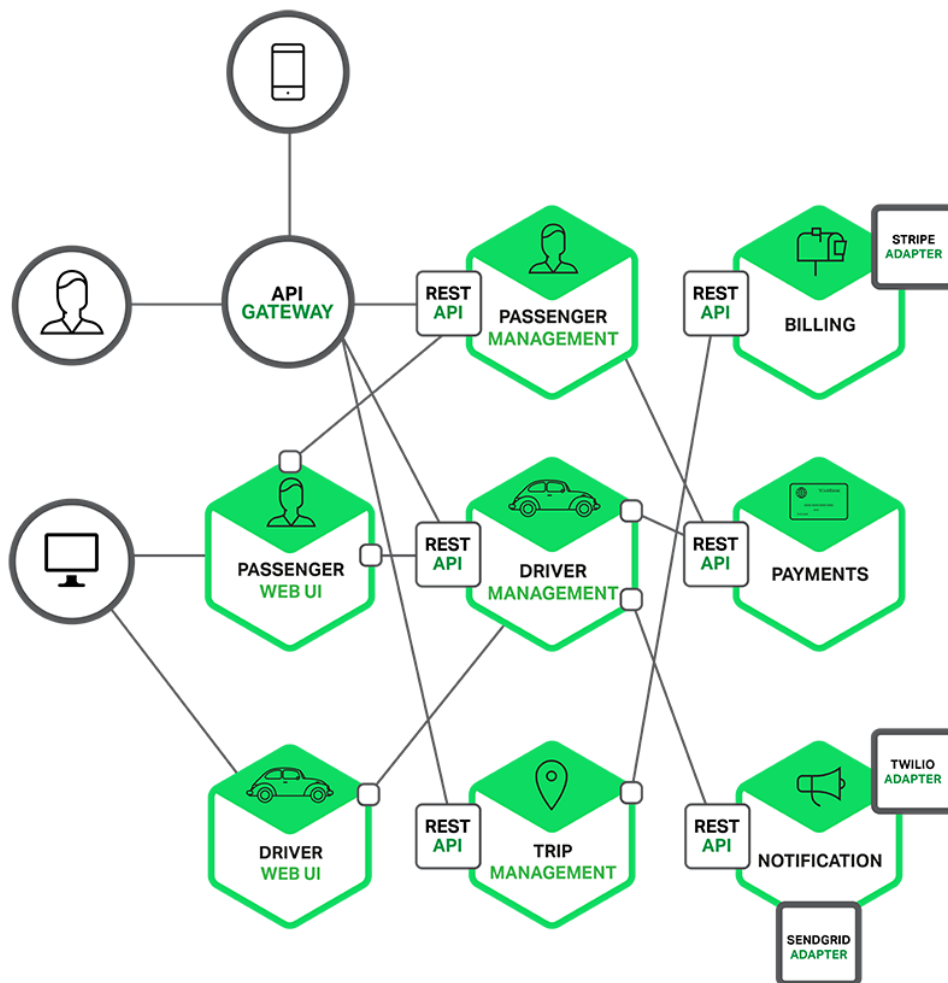 API
GATEWAY
REST
API
PASSENGER
MANAGEMENT
REST
API
BILLING
STRIPE
ADAPTER
PASSENGER
WEB UI
REST
API
DRIVER
MANAGEMENT
REST
API
PAYMENTS
DRIVER
WEB UI
REST
API
TRIP
MANAGEMENT
REST
API
NOTIFICATION
TWILIO
ADAPTER
SENDGRID
ADAPTER